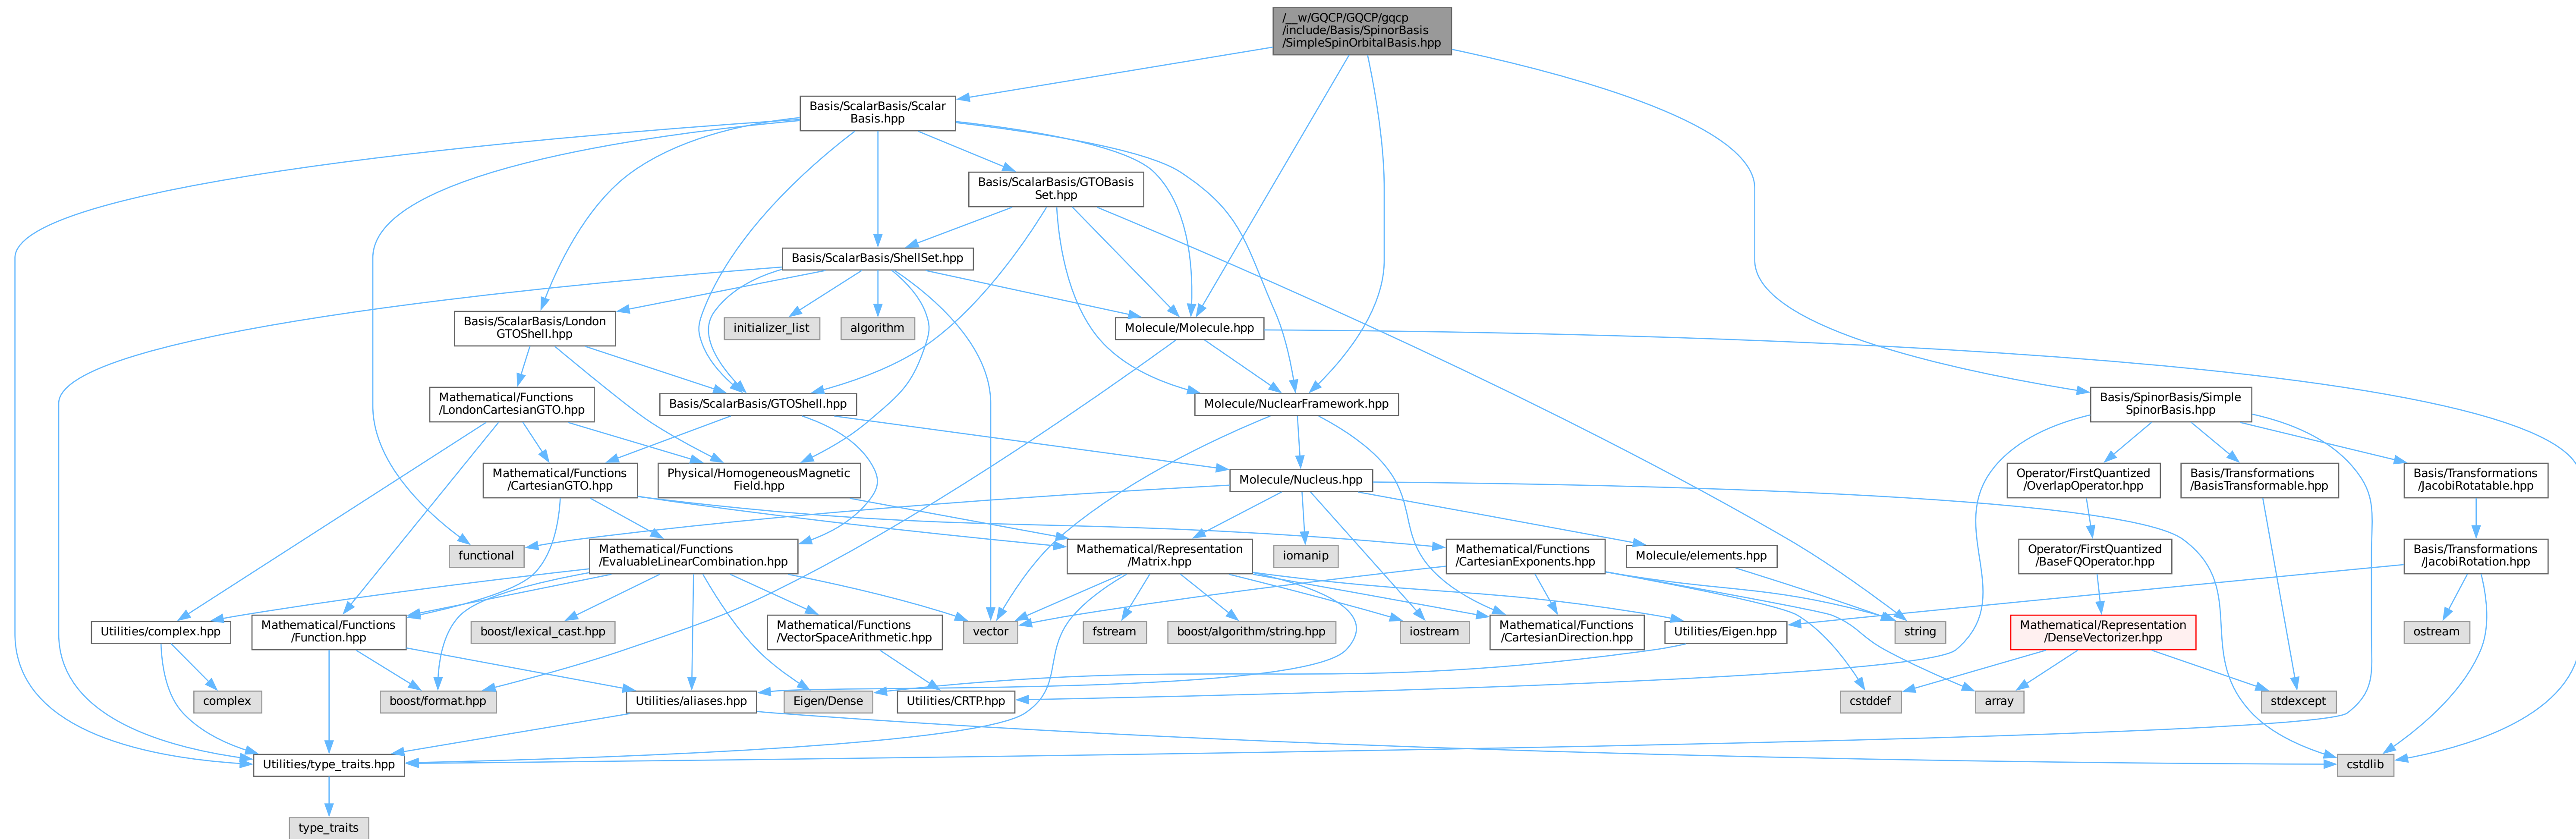 /__w/GQCP/GQCP/gqcp
/include/Basis/SpinorBasis
/SimpleSpinOrbitalBasis.hpp
Basis/ScalarBasis/Scalar
Basis.hpp
Basis/ScalarBasis/GTOBasis
Set.hpp
Basis/ScalarBasis/ShellSet.hpp
Basis/ScalarBasis/London
GTOShell.hpp
initializer_list
algorithm
Molecule/Molecule.hpp
Mathematical/Functions
/LondonCartesianGTO.hpp
Basis/ScalarBasis/GTOShell.hpp
Molecule/NuclearFramework.hpp
Basis/SpinorBasis/Simple
SpinorBasis.hpp
Mathematical/Functions
/CartesianGTO.hpp
Physical/HomogeneousMagnetic
Field.hpp
Molecule/Nucleus.hpp
Operator/FirstQuantized
/OverlapOperator.hpp
Basis/Transformations
/BasisTransformable.hpp
Basis/Transformations
/JacobiRotatable.hpp
functional
Mathematical/Functions
/EvaluableLinearCombination.hpp
Mathematical/Representation
/Matrix.hpp
iomanip
Mathematical/Functions
/CartesianExponents.hpp
Molecule/elements.hpp
Operator/FirstQuantized
/BaseFQOperator.hpp
Basis/Transformations
/JacobiRotation.hpp
Utilities/complex.hpp
Mathematical/Functions
/Function.hpp
boost/lexical_cast.hpp
Mathematical/Functions
/VectorSpaceArithmetic.hpp
vector
fstream
boost/algorithm/string.hpp
iostream
Mathematical/Functions
/CartesianDirection.hpp
Utilities/Eigen.hpp
string
Mathematical/Representation
/DenseVectorizer.hpp
ostream
complex
boost/format.hpp
Utilities/aliases.hpp
Eigen/Dense
Utilities/CRTP.hpp
cstddef
array
stdexcept
Utilities/type_traits.hpp
cstdlib
type_traits